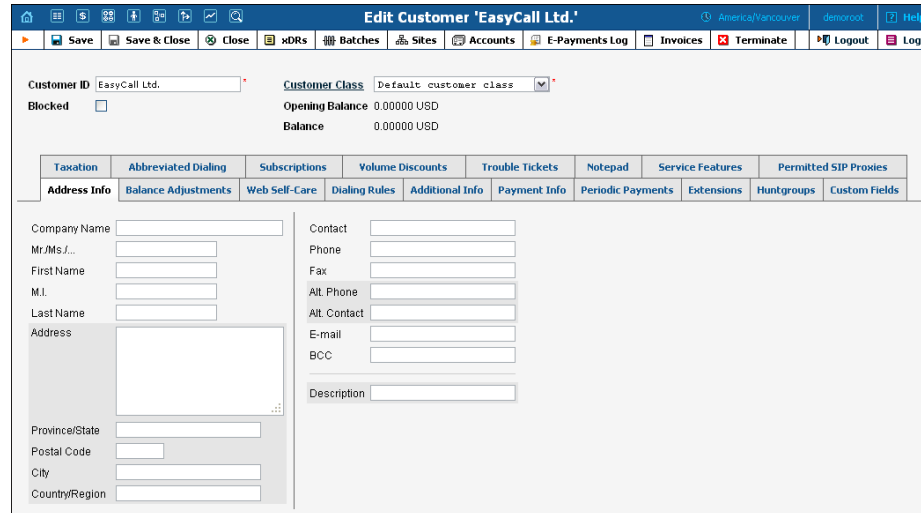 Edit Customer 'EasyCall Ltd.' America/Vancouver demoroot ? Help
Save Save & Close Close xDRs Batches Sites Accounts E-Payments Log Invoices Terminate Logout Log
Customer ID EasyCall Ltd. * Customer Class Default customer class *
Blocked Opening Balance 0.00000 USD
Balance 0.00000 USD
Taxation Abbreviated Dialing Subscriptions Volume Discounts Trouble Tickets Notepad Service Features Permitted SIP Proxies
Address Info Balance Adjustments Web Self-Care Dialing Rules Additional Info Payment Info Periodic Payments Extensions Huntgroups Custom Fields
Company Name Contact
Mr./Ms./... Phone
First Name Fax
M.I. Alt. Phone
Last Name Alt. Contact
Address E-mail
BCC
Description
Province/State
Postal Code
City
Country/Region